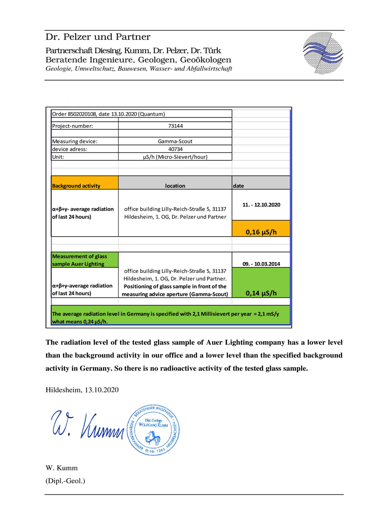 Dr. Pelzer und Partner
Partnerschaft Diesing, Kumm, Dr. Pelzer, Dr. Türk
Beratende Ingenieure, Geologen, Geoökologen
Geologie, Umweltschutz, Bauwesen, Wasser- und Abfallwirtschaft
Order 8502020108, date 13.10.2020 (Quantum)
Project-number: 73144
Measuring device: Gamma-Scout
device adress: 40734
Unit: µS/h (Micro-Sievert/hour)
Background activity location date
α+β+γ- average radiation
of last 24 hours)
office building Lilly-Reich-Straße 5, 31137
Hildesheim, 1. OG, Dr. Pelzer und Partner
11. - 12.10.2020
0,16 µS/h
Measurement of glass
sample Auer Lighting
09. - 10.03.2014
α+β+γ-average radiation
of last 24 hours)
office building Lilly-Reich-Straße 5, 31137
Hildesheim, 1. OG, Dr. Pelzer und Partner.
Positioning of glass sample in front of the
measuring advice aperture (Gamma-Scout)
0,14 µS/h
The average radiation level in Germany is specified with 2,1 Millisievert per year = 2,1 mS/y
what means 0,24 µS/h.
The radiation level of the tested glass sample of Auer Lighting company has a lower level
than the background activity in our office and a lower level than the specified background
activity in Germany. So there is no radioactive activity of the tested glass sample.
Hildesheim, 13.10.2020
W. Kumm
W. Kumm
(Dipl.-Geol.)